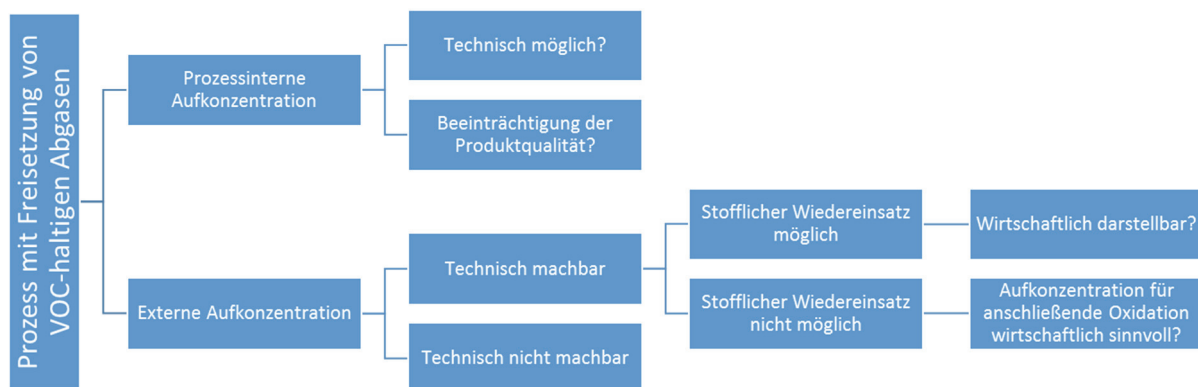 Prozess mit Freisetzung von
VOC-haltigen Abgasen
Prozessinterne
Aufkonzentration
Technisch möglich?
Beeinträchtigung der
Produktqualität?
Externe Aufkonzentration
Technisch machbar
Stofflicher Wiedereinsatz
möglich
Wirtschaftlich darstellbar?
Stofflicher Wiedereinsatz
nicht möglich
Aufkonzentration für
anschließende Oxidation
wirtschaftlich sinnvoll?
Technisch nicht machbar